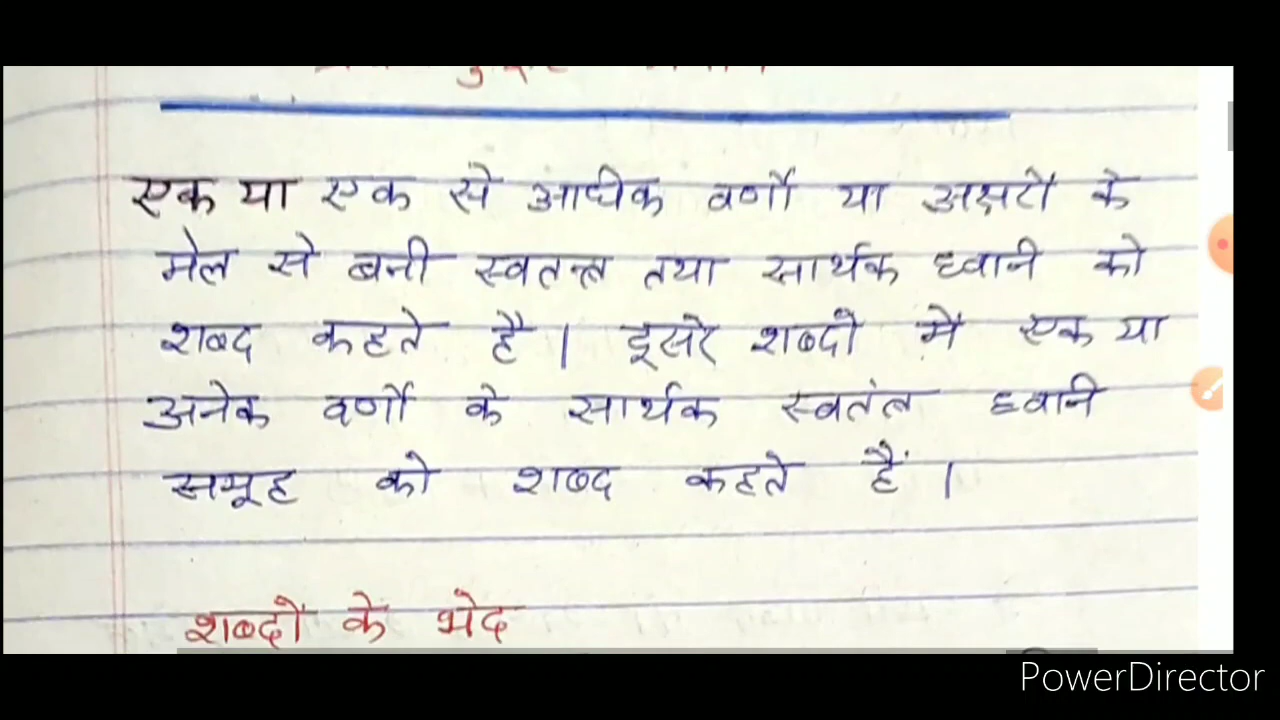 एक या एक से अधिक वर्णों या अक्षरों के
मेल से बनी स्वतन्त्र तथा सार्थक ध्वनि को
शब्द कहते है। दूसरे शब्दो में एक या
अनेक वर्णों के सार्थक स्वतंत्र ध्वनि
समूह को शब्द कहते हैं।
शब्दों के भेद
PowerDirector